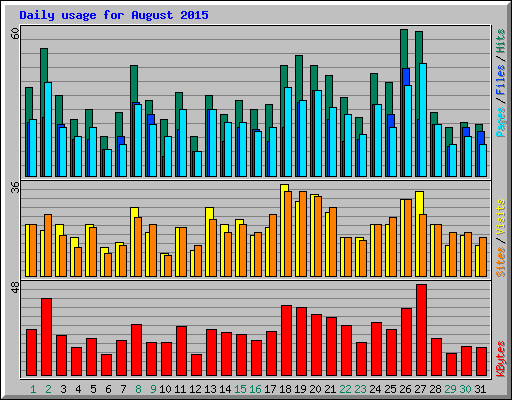 Daily usage for August 2015
60
Pages / Files / Hits
36
Sites / Visits
48
KBytes
1 2 3 4 5 6 7 8 9 10 11 12 13 14 15 16 17 18 19 20 21 22 23 24 25 26 27 28 29 30 31